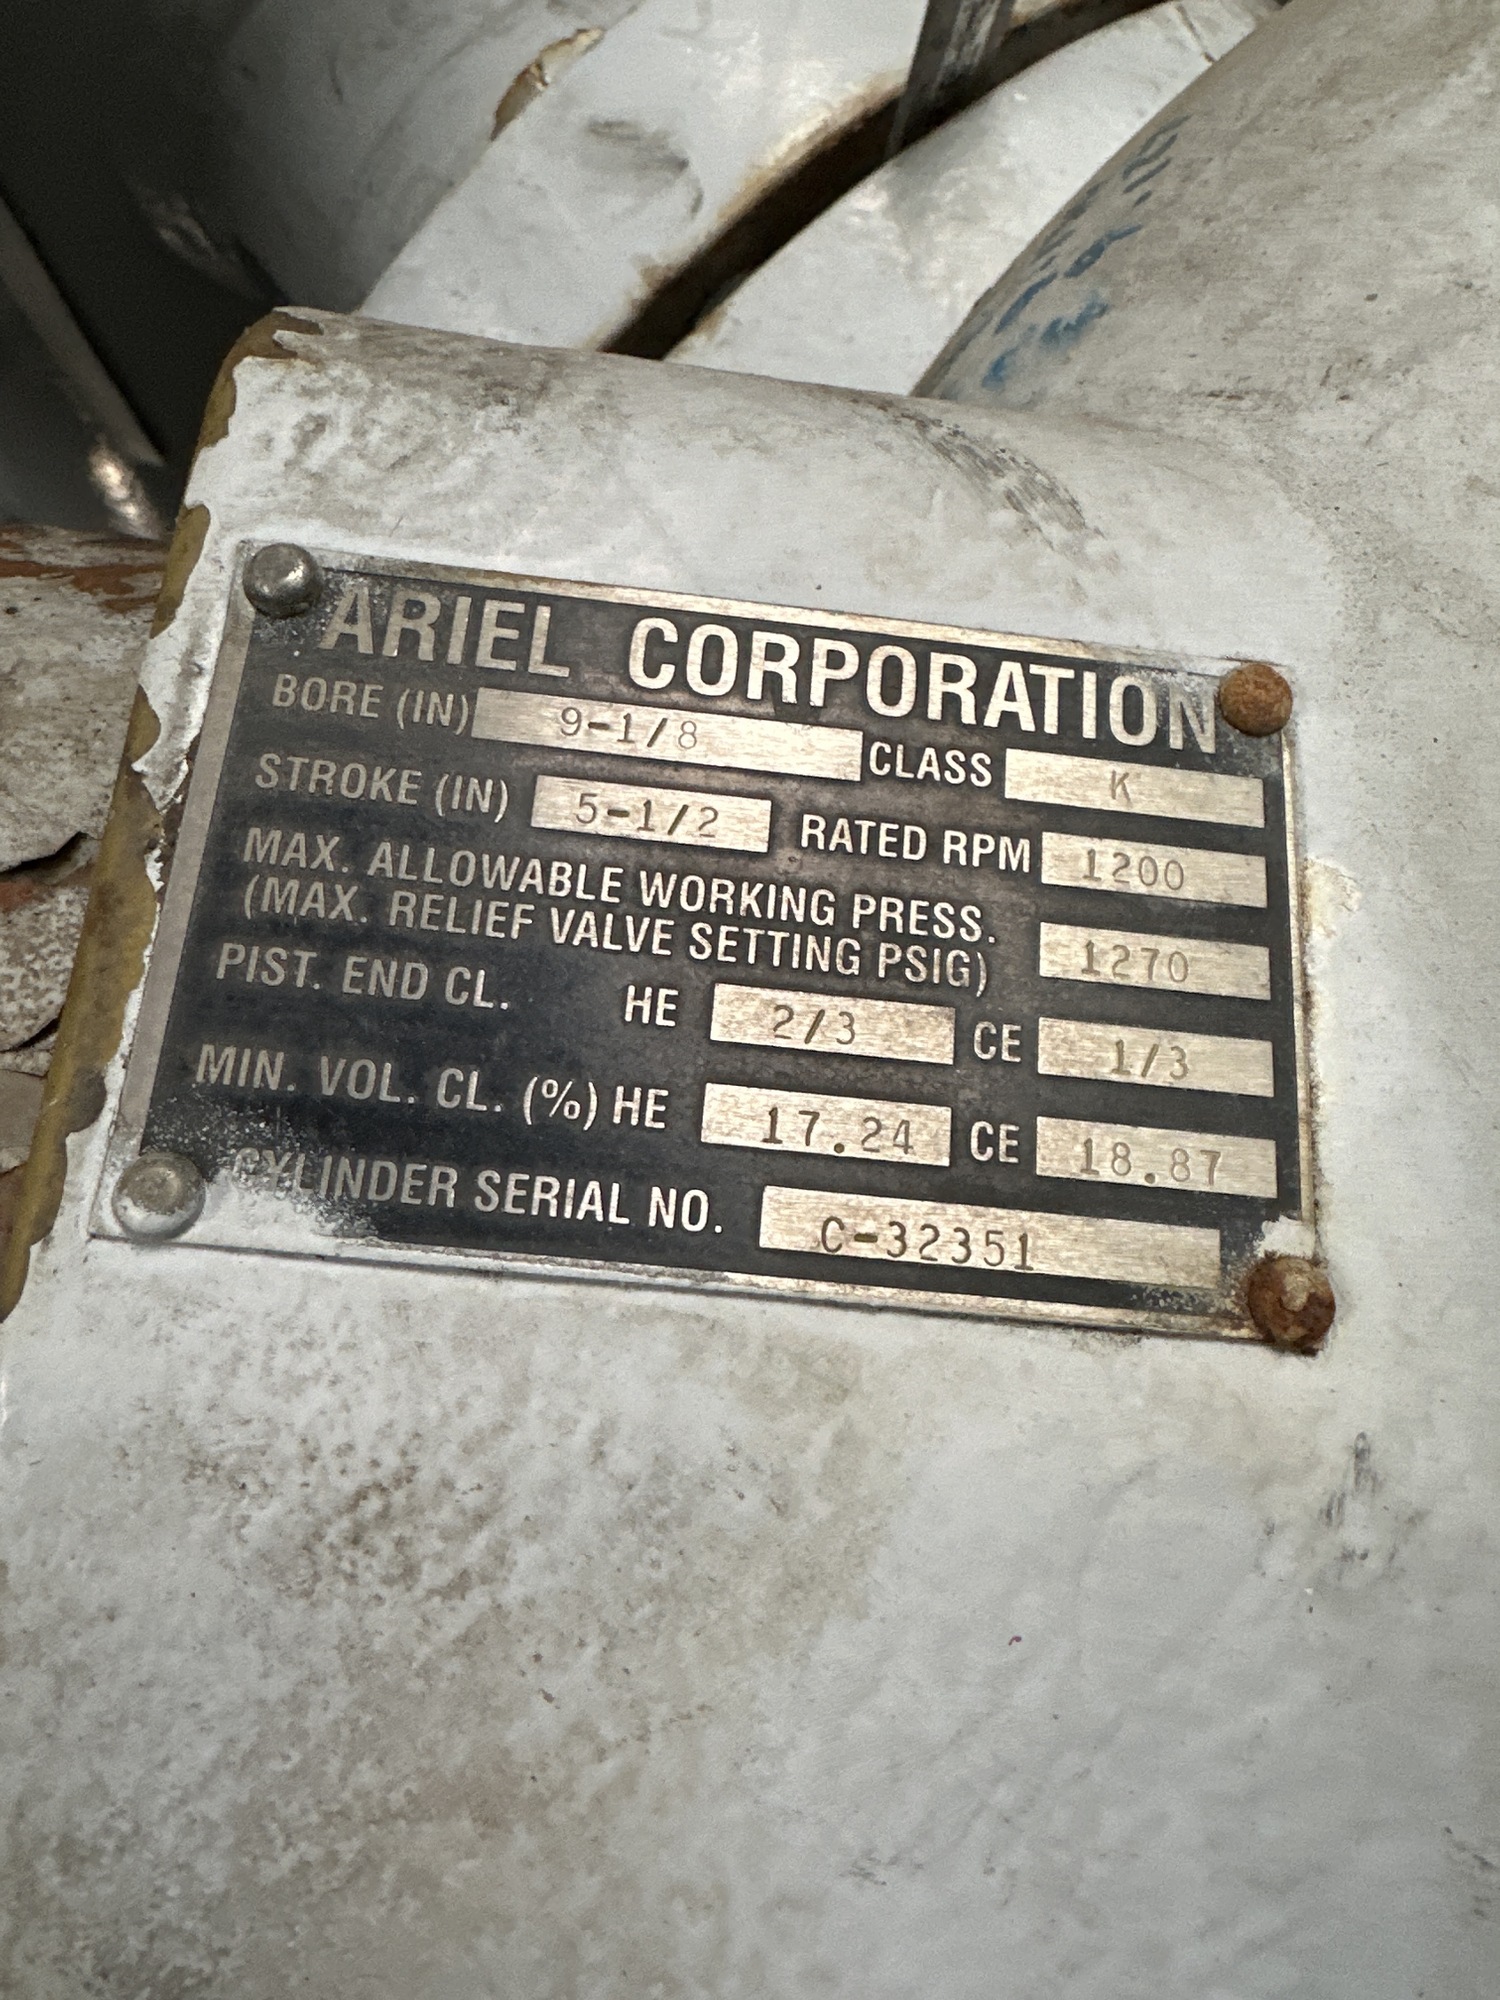 ARIEL CORPORATION
BORE (IN) 9-1/8 CLASS K
STROKE (IN) 5-1/2 RATED RPM 1200
MAX. ALLOWABLE WORKING PRESS.
(MAX. RELIEF VALVE SETTING PSIG) 1270
PIST. END CL. HE 2/3 CE 1/3
MIN. VOL. CL. (%) HE 17.24 CE 18.87
CYLINDER SERIAL NO. C-32351